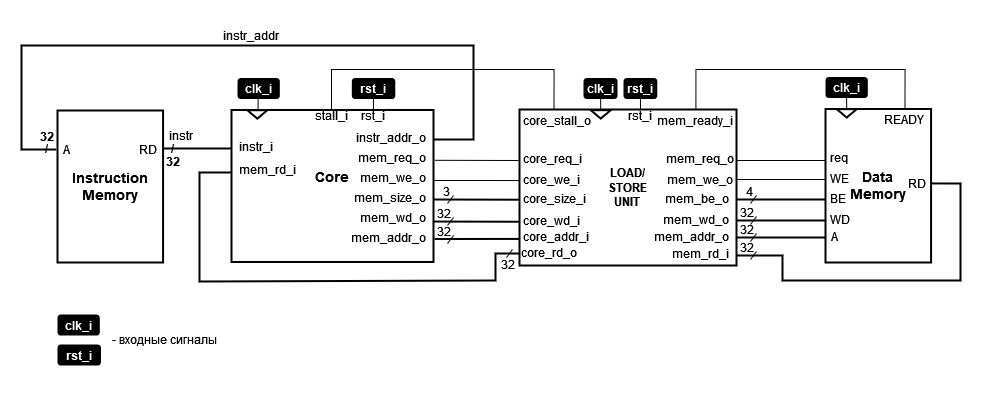 instr_addr
clk_i
rst_i
clk_i
rst_i
clk_i
stall_i
rst_i
core_stall_o
rst_i
mem_ready_i
READY
32
A
RD
instr
32
Instruction
Memory
instr_i
mem_rd_i
Core
instr_addr_o
mem_req_o
mem_we_o
mem_size_o
mem_wd_o
mem_addr_o
3
32
32
32
core_req_i
core_we_i
core_size_i
core_wd_i
core_addr_i
core_rd_o
LOAD/
STORE
UNIT
mem_req_o
mem_we_o
mem_be_o
mem_wd_o
mem_addr_o
mem_rd_i
4
32
32
32
req
WE
BE
WD
A
Data
Memory
RD
clk_i
rst_i
- входные сигналы